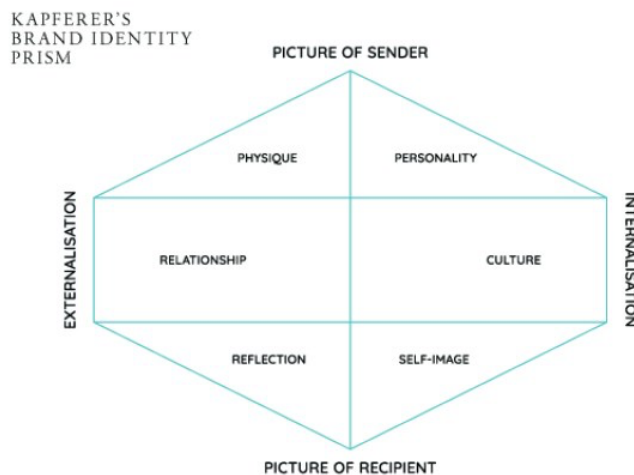 KAPFERER'S
BRAND IDENTITY
PRISM
PICTURE OF SENDER
PHYSIQUE
PERSONALITY
EXTERNALISATION
INTERNALISATION
RELATIONSHIP
CULTURE
REFLECTION
SELF-IMAGE
PICTURE OF RECIPIENT